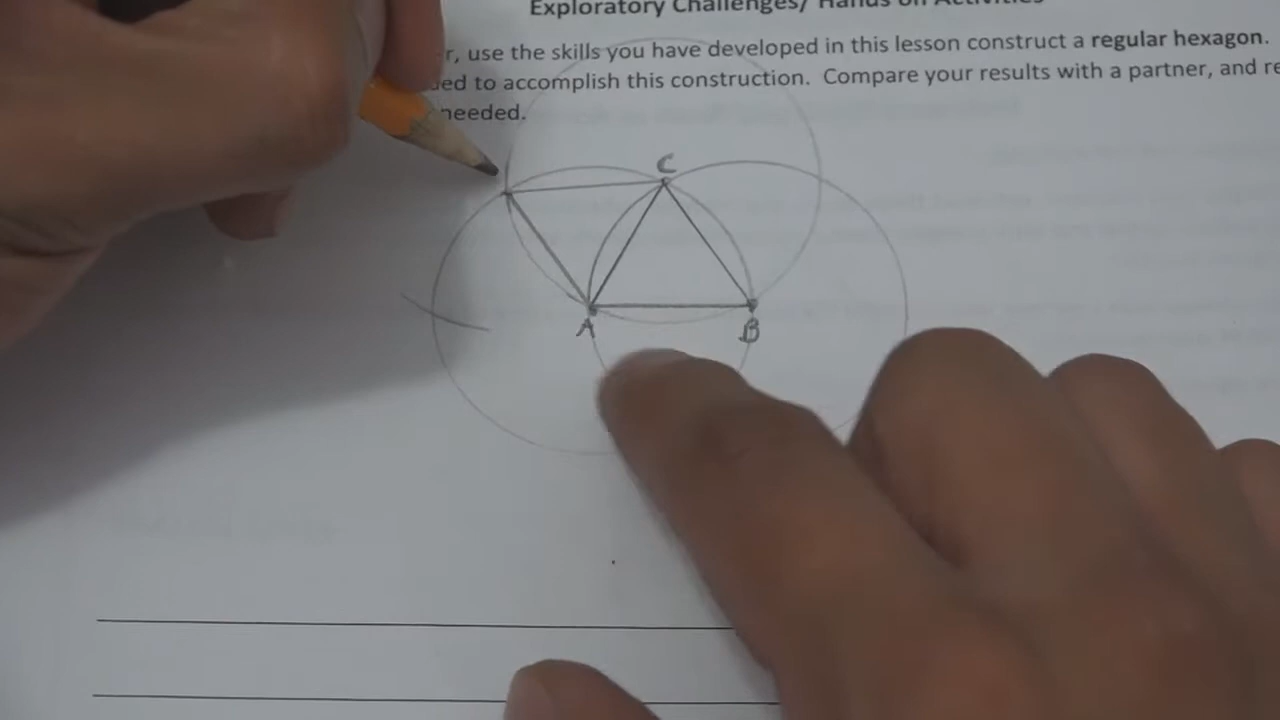 Exploratory Challenges/ Hands on Activities
r, use the skills you have developed in this lesson construct a regular hexagon.
ed to accomplish this construction. Compare your results with a partner, and re
needed.
C
A B